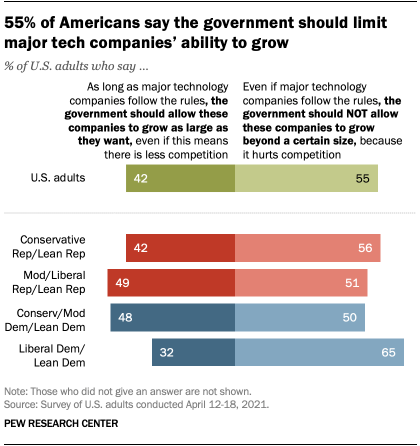 55% of Americans say the government should limit
major tech companies’ ability to grow
% of U.S. adults who say ...
As long as major technology
companies follow the rules, the
government should allow these
companies to grow as large as
they want, even if this means
there is less competition
Even if major technology
companies follow the rules, the
government should NOT allow
these companies to grow
beyond a certain size, because
it hurts competition
U.S. adults 42 55
Conservative
Rep/Lean Rep 42 56
Mod/Liberal
Rep/Lean Rep 49 51
Conserv/Mod
Dem/Lean Dem 48 50
Liberal Dem/
Lean Dem 32 65
Note: Those who did not give an answer are not shown.
Source: Survey of U.S. adults conducted April 12-18, 2021.
PEW RESEARCH CENTER